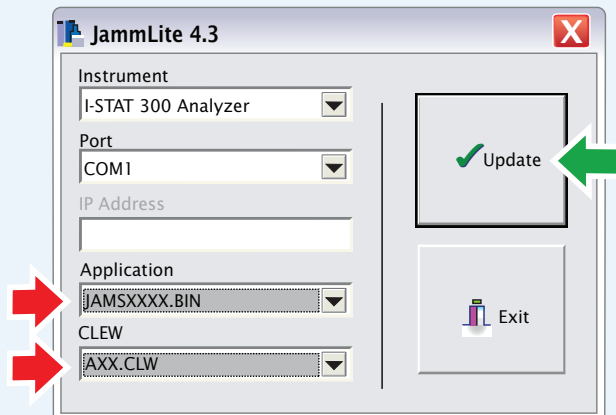 JammLite 4.3
Instrument
I-STAT 300 Analyzer
Port
COM1
IP Address
Application
JAMSXXXX.BIN
CLEW
AXX.CLW
Update
Exit